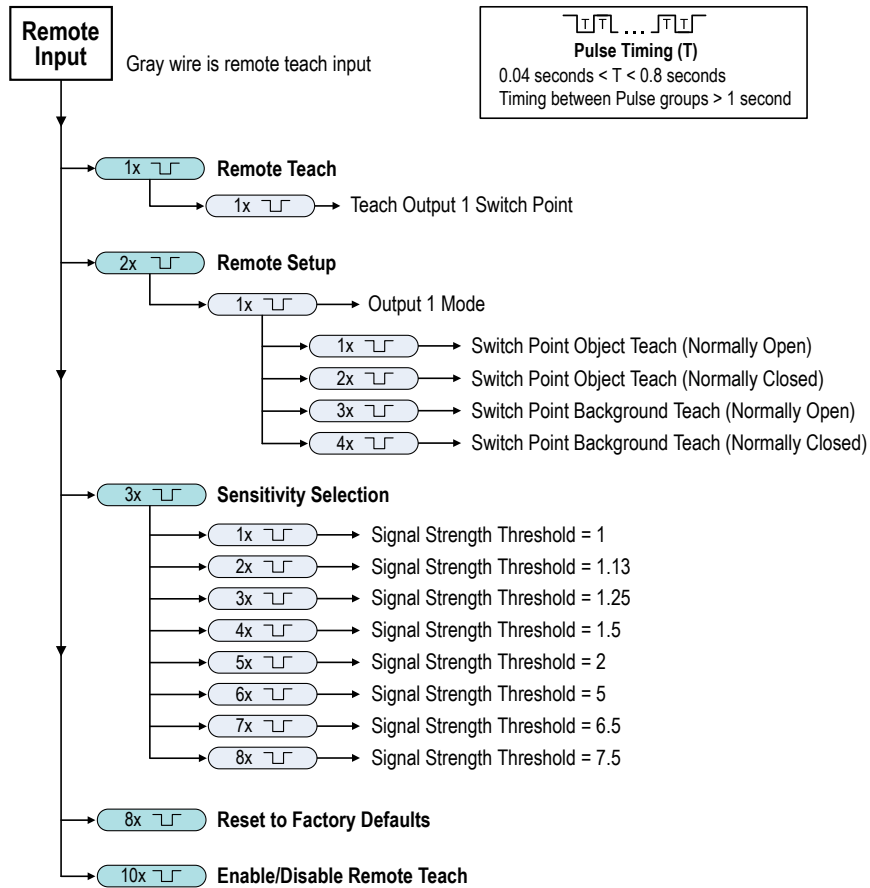 Remote
Input
Gray wire is remote teach input
T T ... T T
Pulse Timing (T)
0.04 seconds < T < 0.8 seconds
Timing between Pulse groups > 1 second
1x Remote Teach
1x Teach Output 1 Switch Point
2x Remote Setup
1x Output 1 Mode
1x Switch Point Object Teach (Normally Open)
2x Switch Point Object Teach (Normally Closed)
3x Switch Point Background Teach (Normally Open)
4x Switch Point Background Teach (Normally Closed)
3x Sensitivity Selection
1x Signal Strength Threshold = 1
2x Signal Strength Threshold = 1.13
3x Signal Strength Threshold = 1.25
4x Signal Strength Threshold = 1.5
5x Signal Strength Threshold = 2
6x Signal Strength Threshold = 5
7x Signal Strength Threshold = 6.5
8x Signal Strength Threshold = 7.5
8x Reset to Factory Defaults
10x Enable/Disable Remote Teach